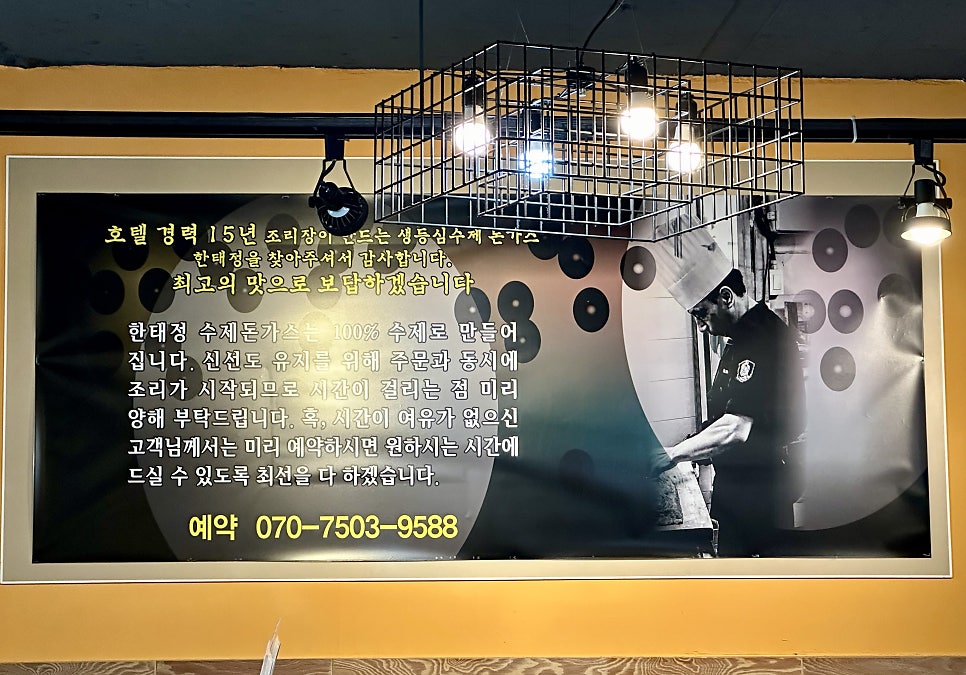 호텔 경력 15년 조리장이 만드는 생등심수제 돈가스
한태정을 찾아주셔서 감사합니다.
최고의 맛으로 보답하겠습니다
한태정 수제돈가스는 100% 수제로 만들어
집니다. 신선도 유지를 위해 주문과 동시에
조리가 시작되므로 시간이 걸리는 점 미리
양해 부탁드립니다. 혹, 시간이 여유가 없으신
고객님께서는 미리 예약하시면 원하시는 시간에
드실 수 있도록 최선을 다 하겠습니다.
예약 070-7503-9588